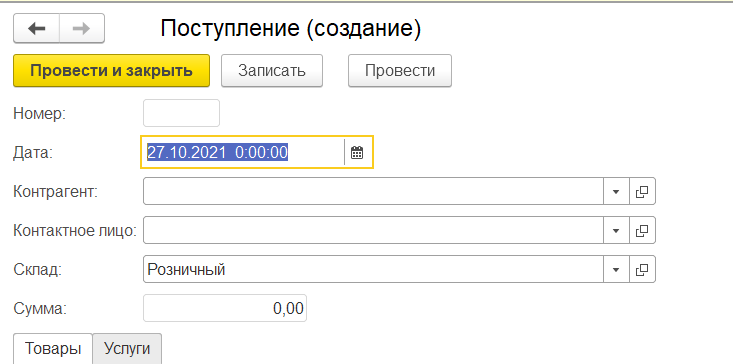 Поступление (создание)
Провести и закрыть Записать Провести
Номер:
Дата: 27.10.2021 0:00:00
Контрагент:
Контактное лицо:
Склад: Розничный
Сумма: 0,00
Товары Услуги